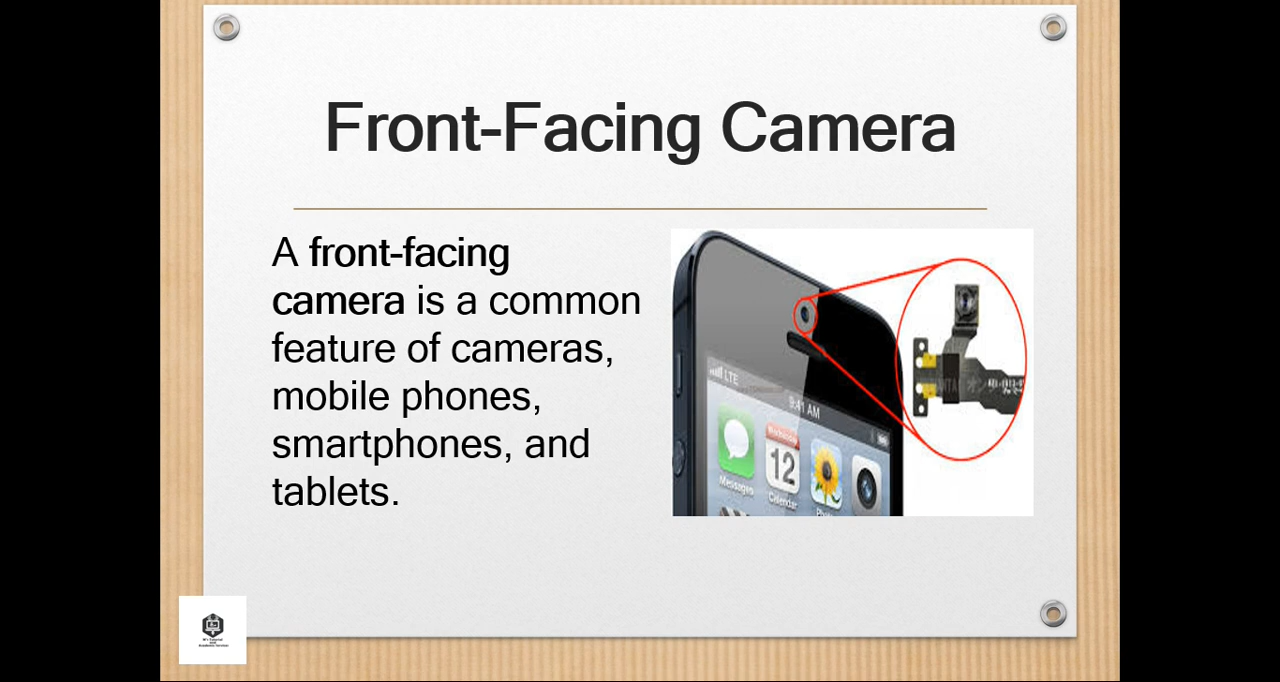 Front-Facing Camera
A front-facing
camera is a common
feature of cameras,
mobile phones,
smartphones, and
tablets.
LTE
9:41 AM
12
Messages
Calendar